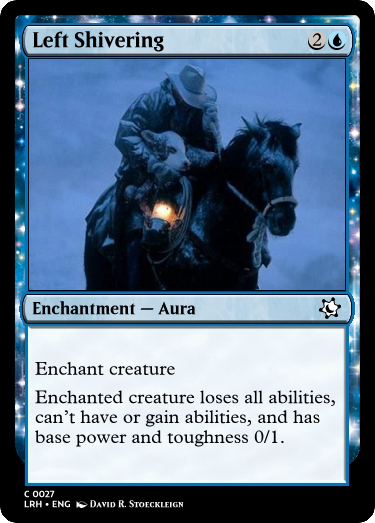 Left Shivering 2
Enchantment — Aura
Enchant creature
Enchanted creature loses all abilities,
can't have or gain abilities, and has
base power and toughness 0/1.
C 0027
LRH • ENG DAVID R. STOECKLEIGN